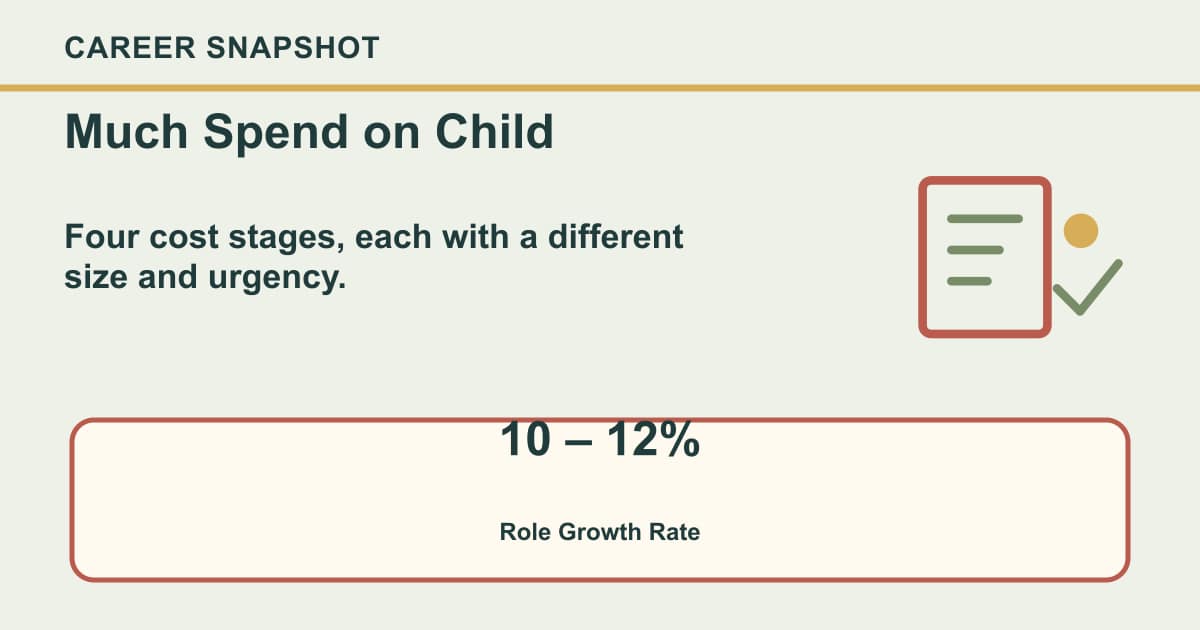 CAREER SNAPSHOT
Much Spend on Child
Four cost stages, each with a different
size and urgency.
10 – 12%
Role Growth Rate